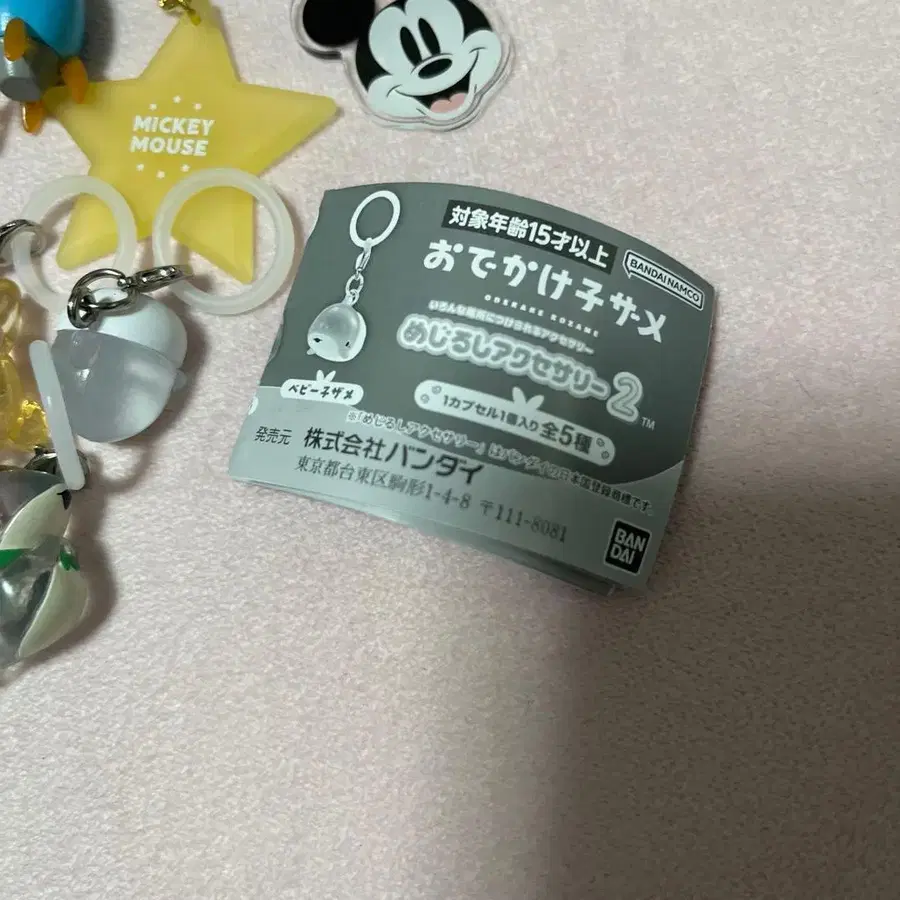 MICKEY
MOUSE
対象年齢15才以上
BANDAI NAMCO
おでかけ子ザメ
ODEKAKE KOZAME
いろんな場所につけられるアクセサリー
めじるしアクセサリー2™
ベビー子ザメ
1カプセル1個入り 全5種
※「めじるしアクセサリー」はバンダイの日本国登録商標です。
発売元 株式会社バンダイ
東京都台東区駒形1-4-8 〒111-8081
BAN
DAI